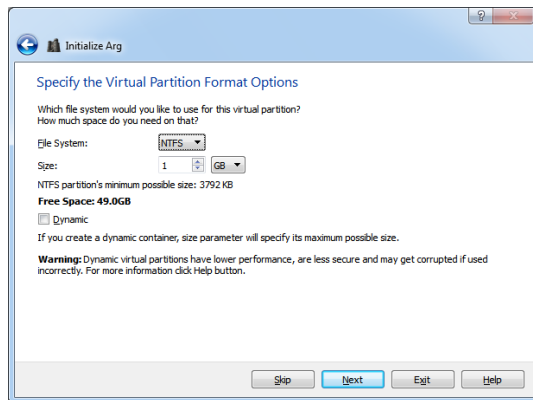 Initialize Arg
Specify the Virtual Partition Format Options
Which file system would you like to use for this virtual partition?
How much space do you need on that?
File System: NTFS
Size: 1 GB
NTFS partition's minimum possible size: 3792 KB
Free Space: 49.0GB
Dynamic
If you create a dynamic container, size parameter will specify its maximum possible size.
Warning: Dynamic virtual partitions have lower performance, are less secure and may get corrupted if used
incorrectly. For more information click Help button.
Skip Next Exit Help